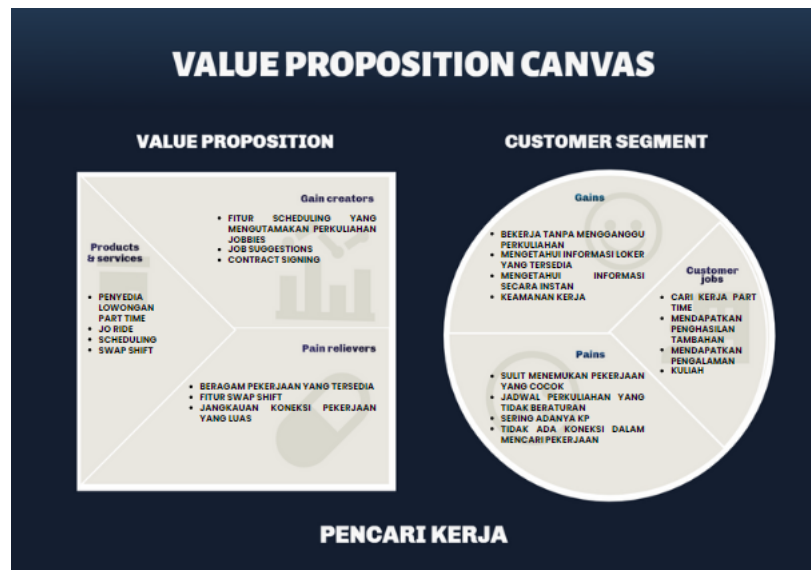 VALUE PROPOSITION CANVAS
VALUE PROPOSITION
Products
& services
• PENYEDIA
LOWONGAN
PART TIME
• JO RIDE
• SCHEDULING
• SWAP SHIFT
Gain creators
• FITUR SCHEDULING YANG
MENGUTAMAKAN PERKULIAHAN
JOBBIES
• JOB SUGGESTIONS
• CONTRACT SIGNING
Pain relievers
• BERAGAM PEKERJAAN YANG TERSEDIA
• FITUR SWAP SHIFT
• JANGKAUAN KONEKSI PEKERJAAN
YANG LUAS
CUSTOMER SEGMENT
Gains
• BEKERJA TANPA MENGGANGGU
PERKULIAHAN
• MENGETAHUI INFORMASI LOKER
YANG TERSEDIA
• MENGETAHUI INFORMASI
SECARA INSTAN
• KEAMANAN KERJA
Customer
jobs
• CARI KERJA PART
TIME
• MENDAPATKAN
PENGHASILAN
TAMBAHAN
• MENDAPATKAN
PENGALAMAN
• KULIAH
Pains
• SULIT MENEMUKAN PEKERJAAN
YANG COCOK
• JADWAL PERKULIAHAN YANG
TIDAK BERATURAN
• SERING ADANYA KP
• TIDAK ADA KONEKSI DALAM
MENCARI PEKERJAAN
PENCARI KERJA